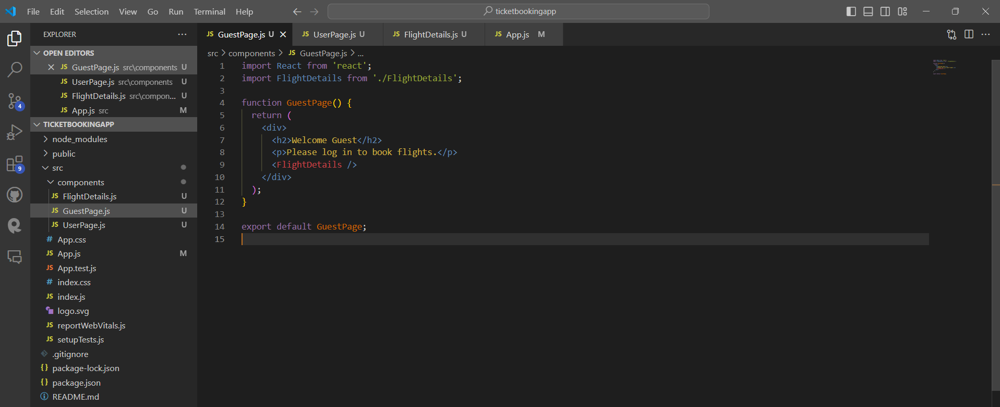 File Edit Selection View Go Run Terminal Help ticketbookingapp
EXPLORER
OPEN EDITORS
JS GuestPage.js src\components U
JS UserPage.js src\components U
JS FlightDetails.js src\compon... U
JS App.js src M
TICKETBOOKINGAPP
node_modules
public
src
components
JS FlightDetails.js U
JS GuestPage.js U
JS UserPage.js U
# App.css
JS App.js M
JS App.test.js
# index.css
JS index.js
logo.svg
JS reportWebVitals.js
JS setupTests.js
.gitignore
{} package-lock.json
{} package.json
README.md
4
9
JS GuestPage.js U JS UserPage.js U JS FlightDetails.js U JS App.js M
src > components > JS GuestPage.js > ...
1 import React from 'react';
2 import FlightDetails from './FlightDetails';
3
4 function GuestPage() {
5 return (
6 <div>
7 <h2>Welcome Guest</h2>
8 <p>Please log in to book flights.</p>
9 <FlightDetails />
10 </div>
11 );
12 }
13
14 export default GuestPage;
15